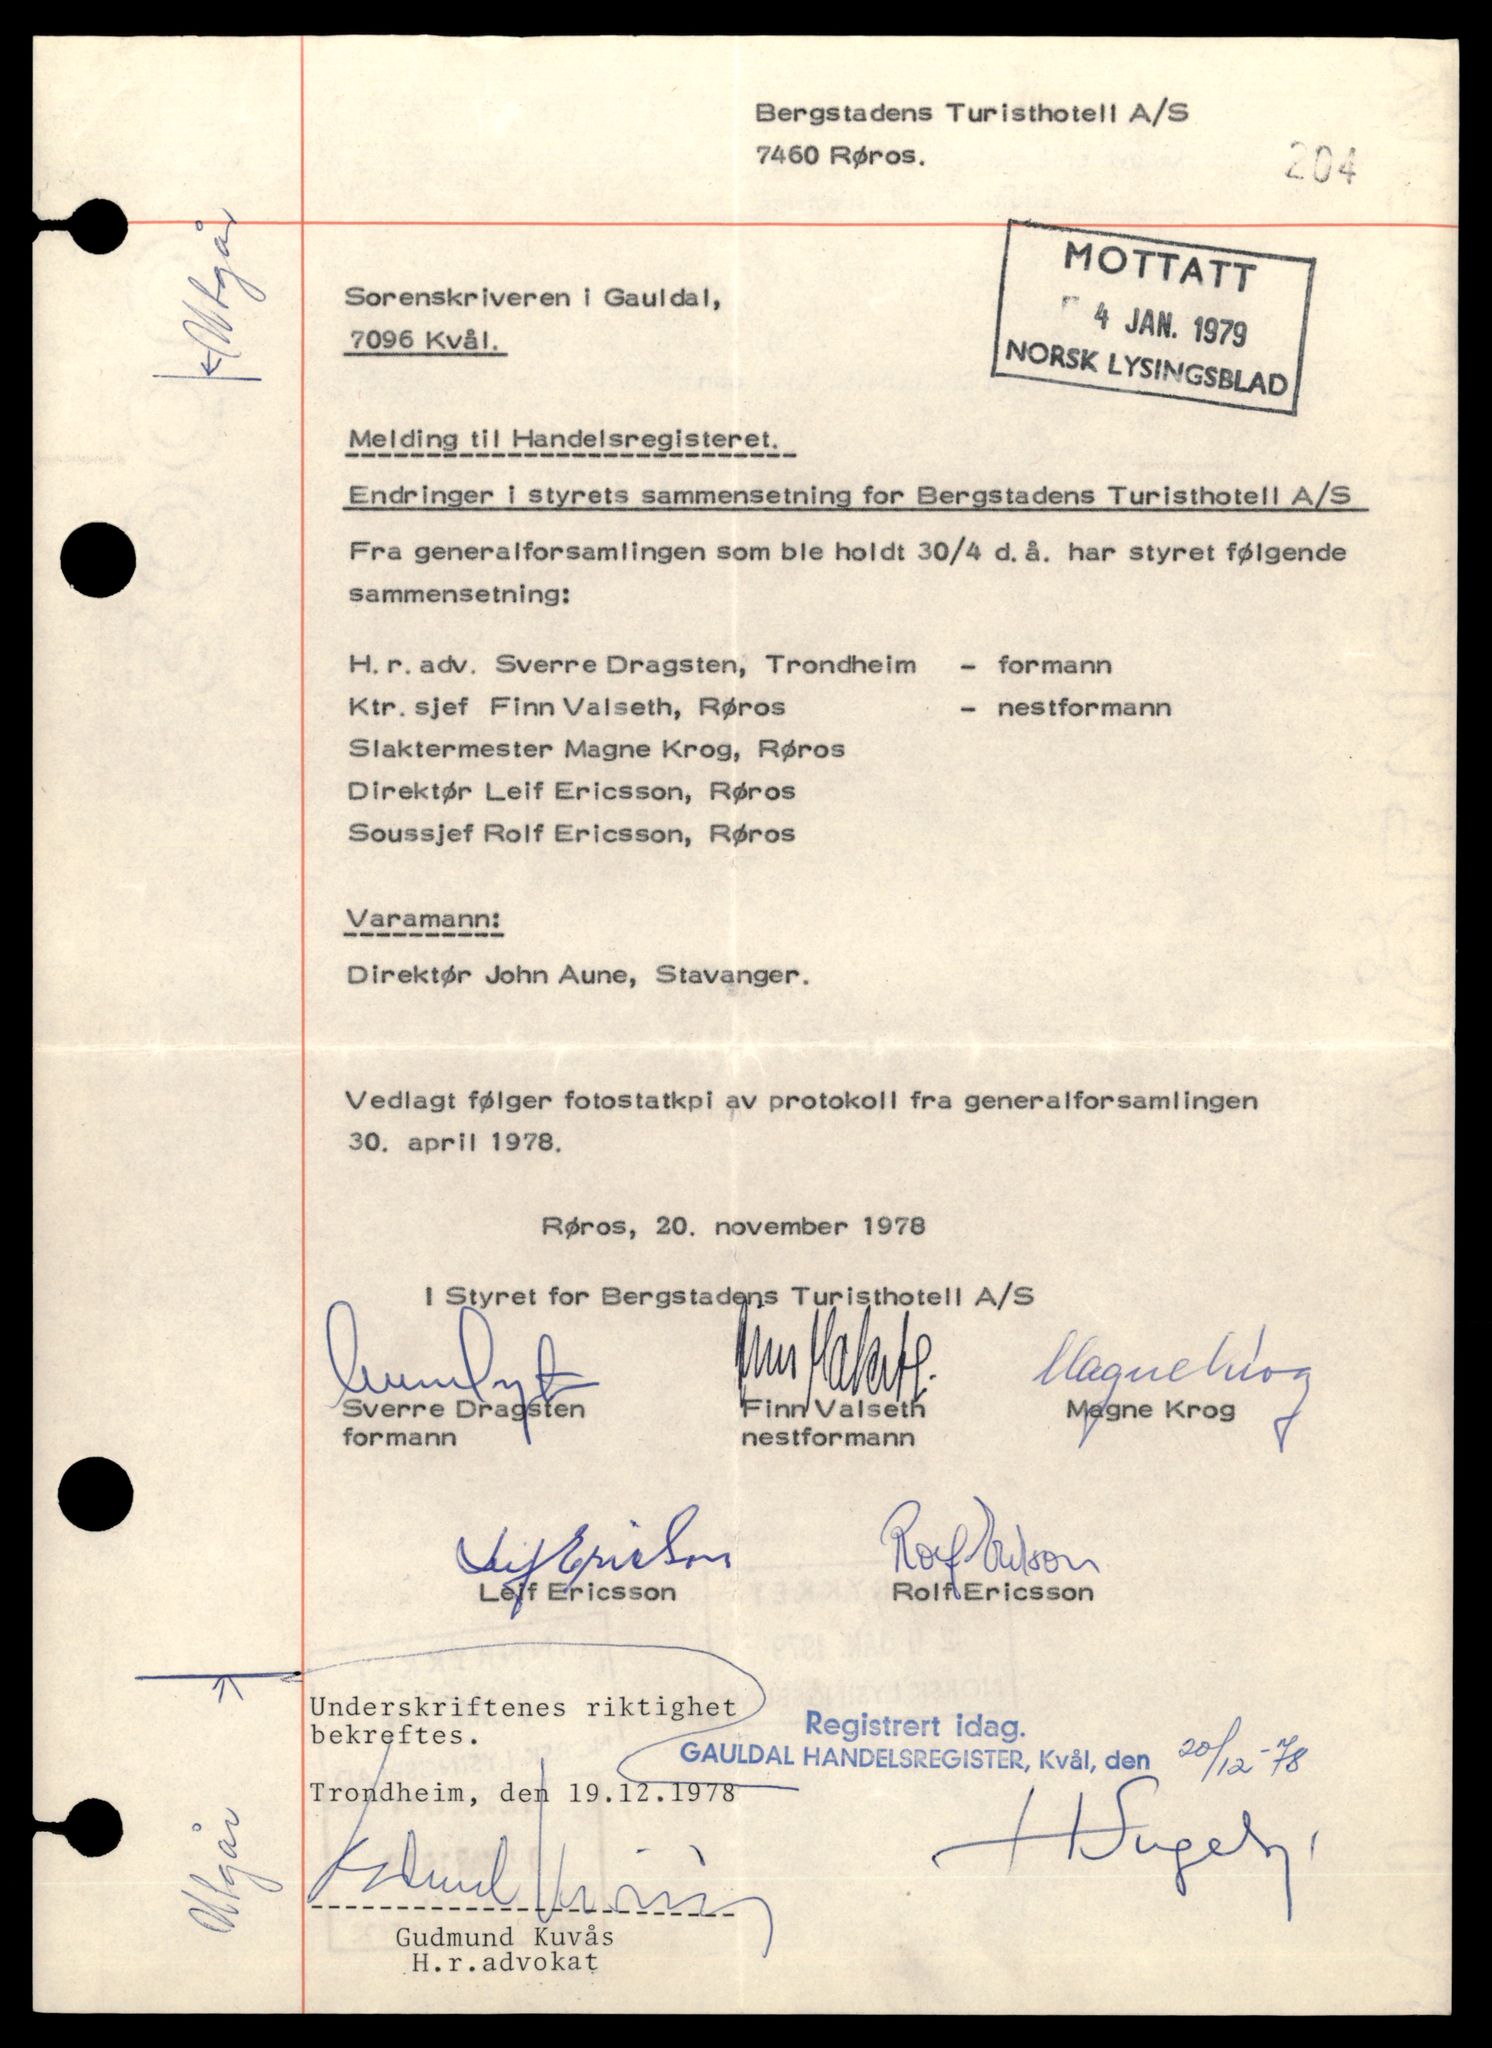 Bergstadens Turisthotell A/S
7460 Røros.
204
Utgår
MOTTATT
4 JAN. 1979
NORSK LYSINGSBLAD
Sorenskriveren i Gauldal,
7096 Kvål.
Melding til Handelsregisteret.
Endringer i styrets sammensetning for Bergstadens Turisthotell A/S
Fra generalforsamlingen som ble holdt 30/4 d. å. har styret følgende
sammensetning:
H. r. adv. Sverre Dragsten, Trondheim - formann
Ktr. sjef Finn Valseth, Røros - nestformann
Slaktermester Magne Krog, Røros
Direktør Leif Ericsson, Røros
Soussjef Rolf Ericsson, Røros
Varamann:
Direktør John Aune, Stavanger.
Vedlagt følger fotostatkpi av protokoll fra generalforsamlingen
30. april 1978.
Røros, 20. november 1978
I Styret for Bergstadens Turisthotell A/S
Magne Krog
Sverre Dragsten Finn Valseth Magne Krog
formann nestformann
Leif Ericsson Rolf Ericsson
Underskriftenes riktighet
bekreftes.
Registrert idag.
GAULDAL HANDELSREGISTER, Kvål, den 20/12-78
Trondheim, den 19.12.1978
Utgår
Gudmund Kuvås
H.r.advokat